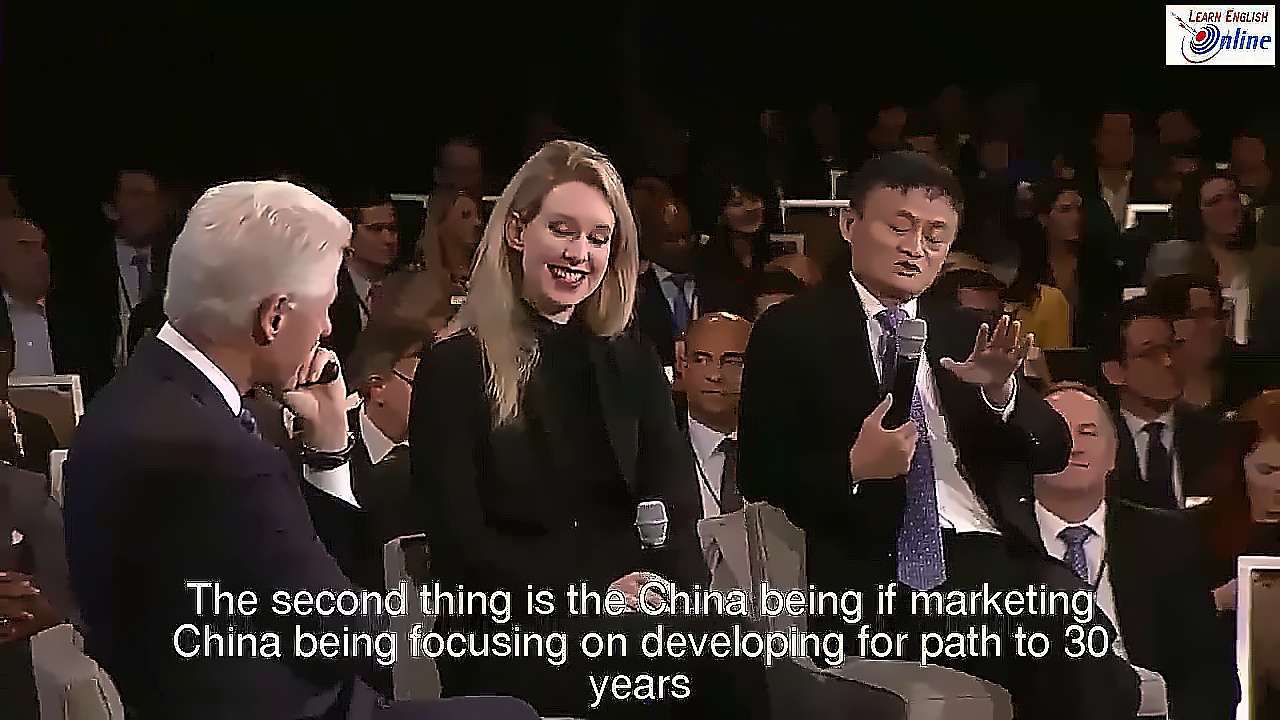 LEARN ENGLISH
Online
The second thing is the China being if marketing
China being focusing on developing for path to 30
years